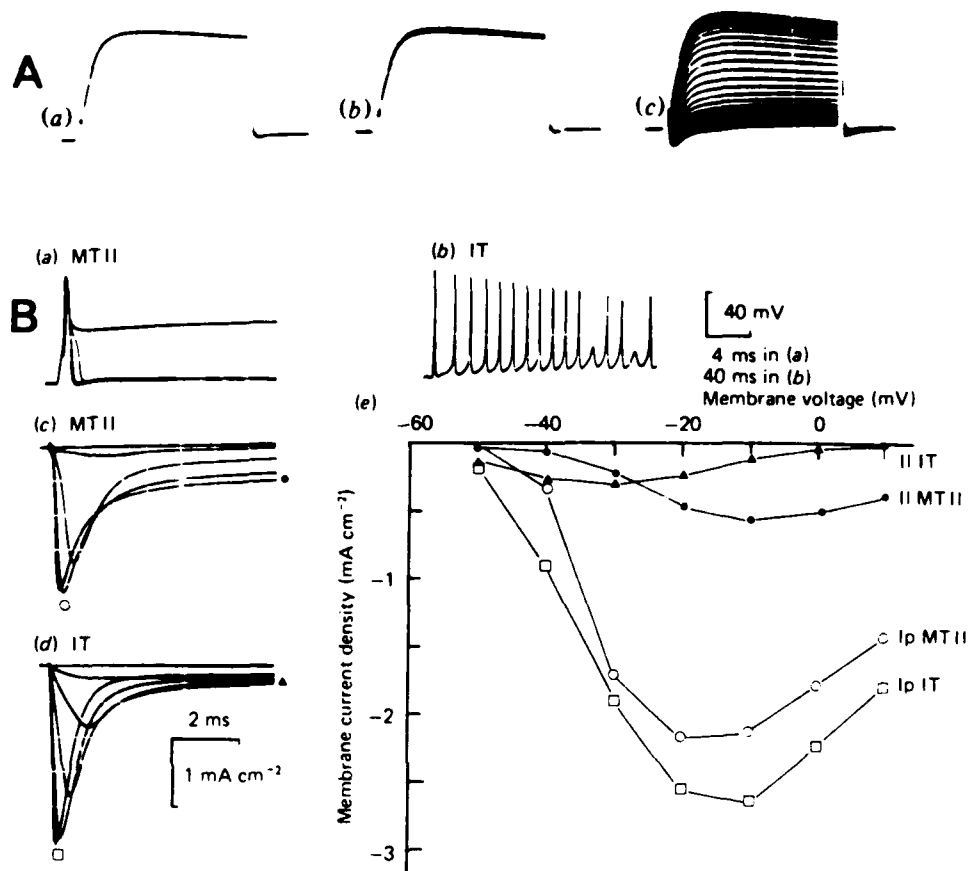 A
(a)
(b)
(c)
B
(a) MT II
(b) IT
40 mV
4 ms in (a)
40 ms in (b)
Membrane voltage (mV)
(c) MT II
(d) IT
2 ms
1 mA cm⁻²
(e)
−60
−40
−20
0
−1
−2
−3
Membrane current density (mA cm⁻²)
II IT
II MT II
Ip MT II
Ip IT